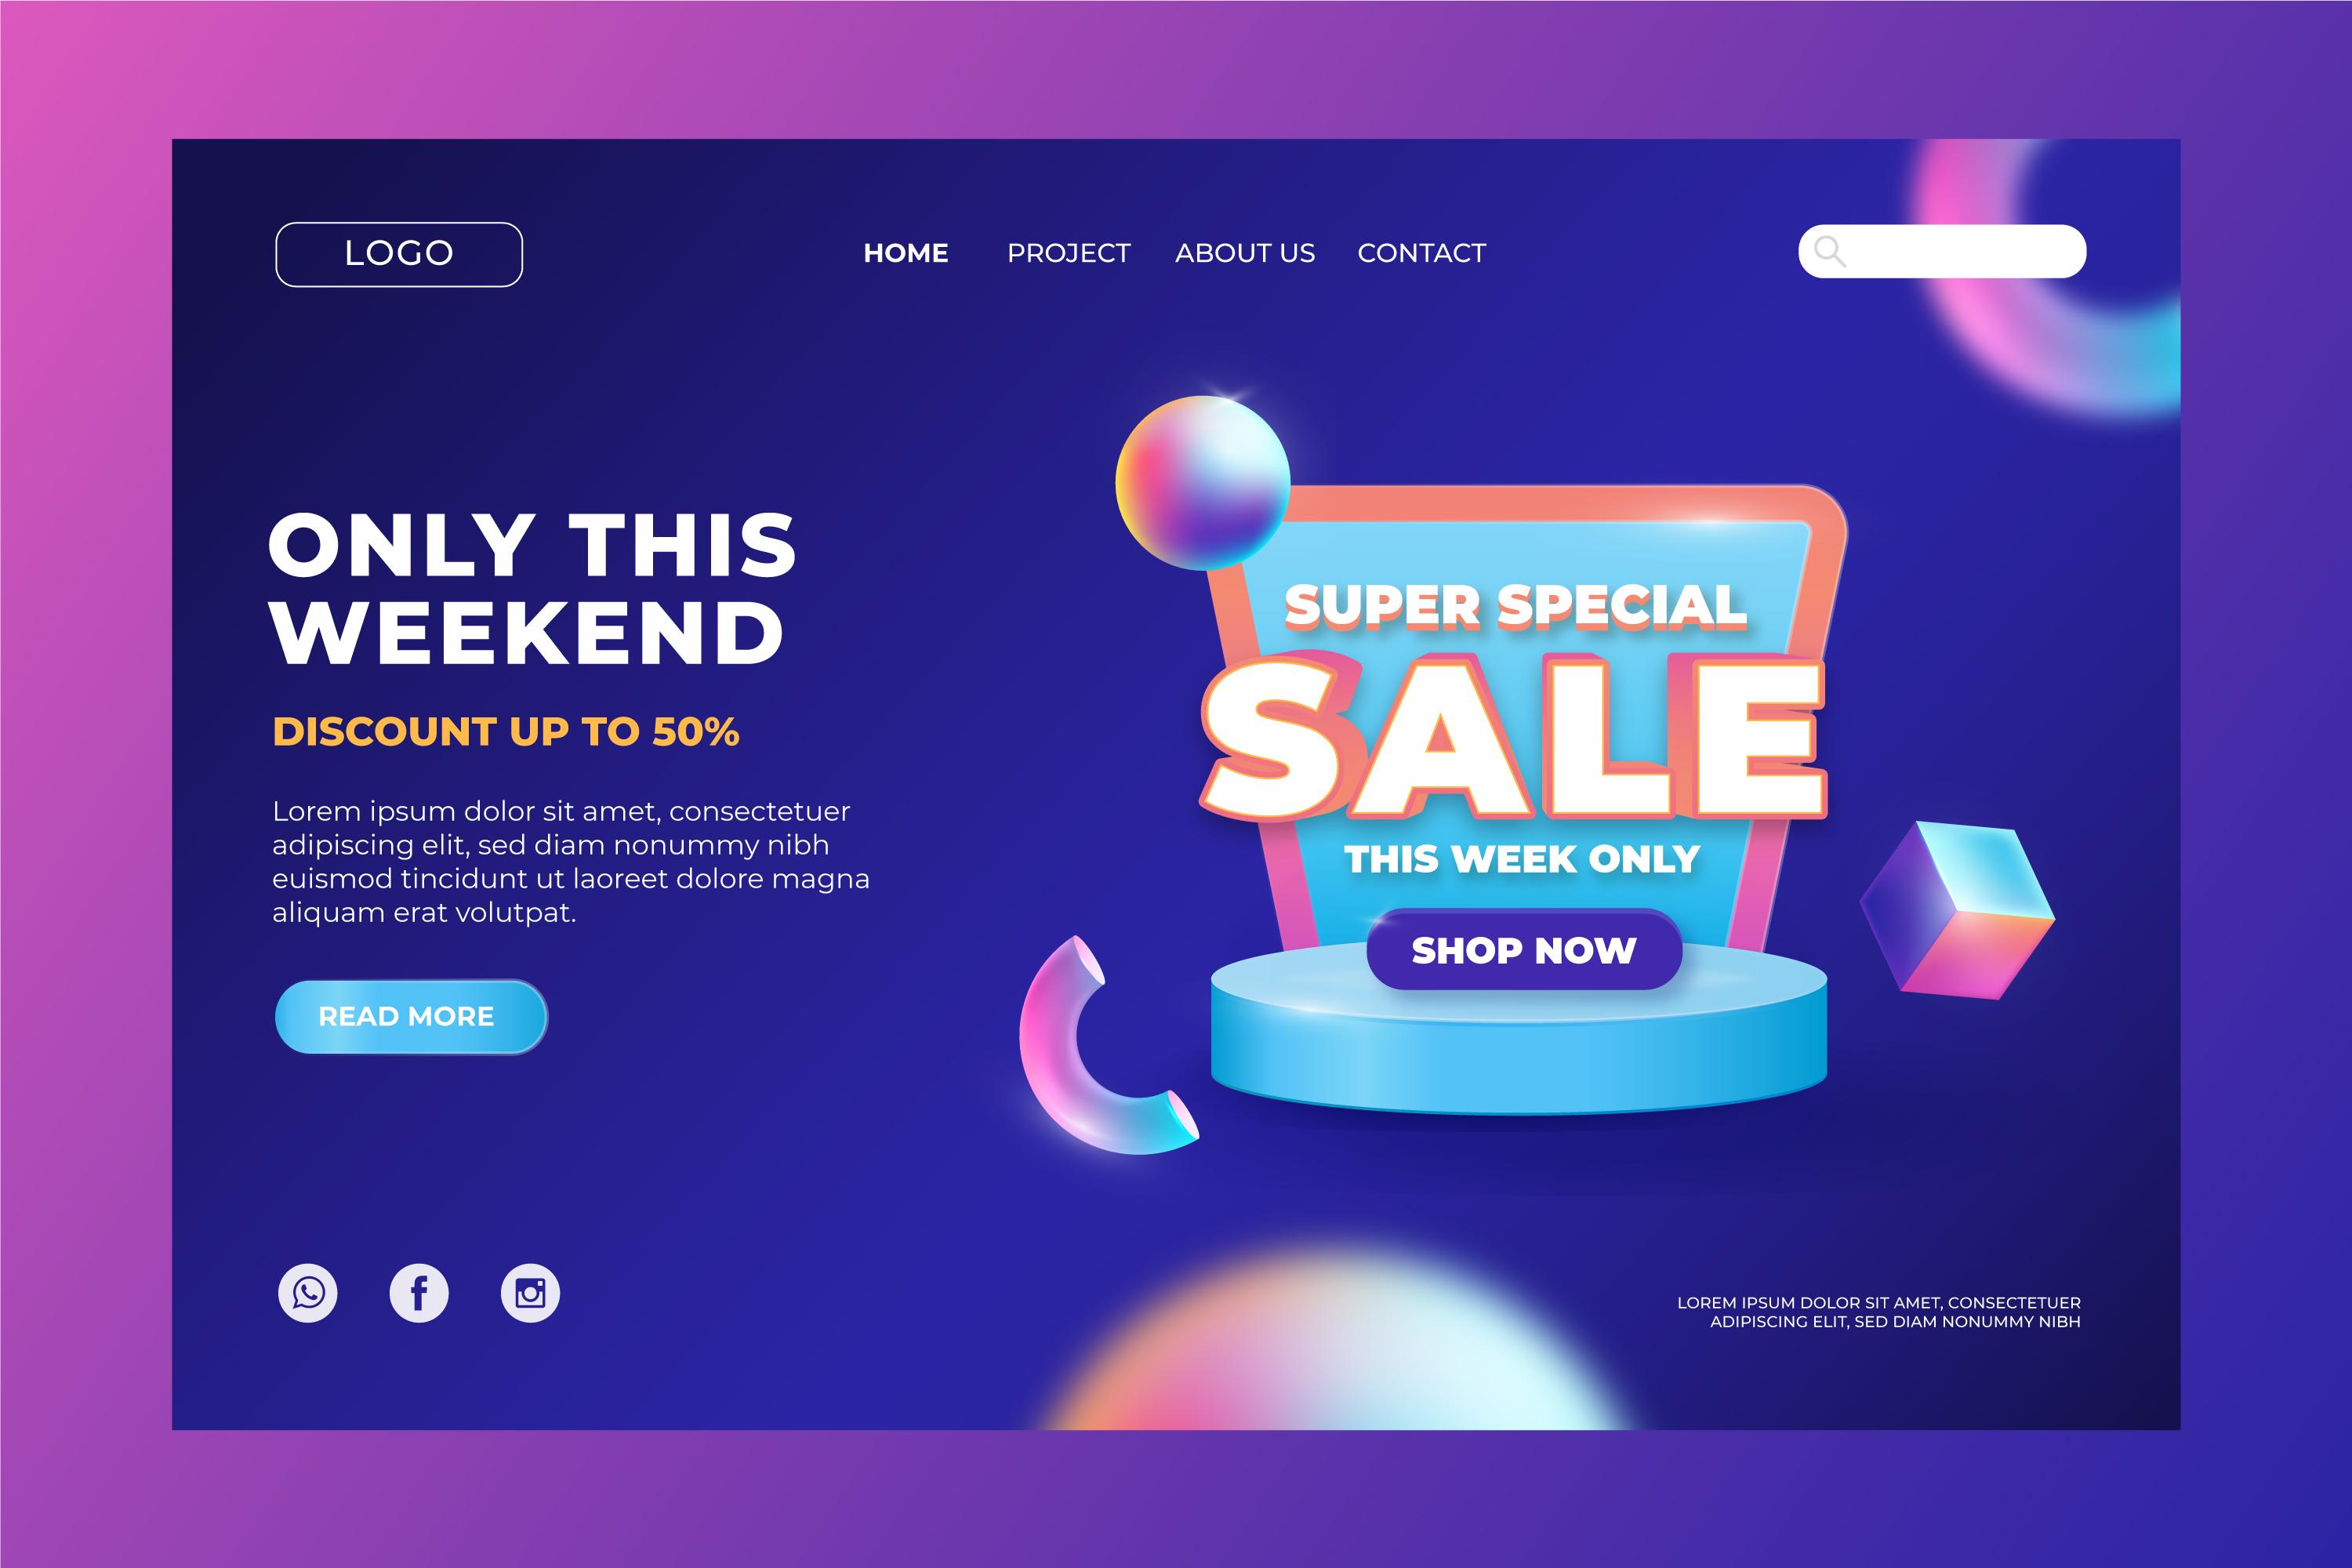 LOGO
HOME PROJECT ABOUT US CONTACT
ONLY THIS
WEEKEND
DISCOUNT UP TO 50%
Lorem ipsum dolor sit amet, consectetuer
adipiscing elit, sed diam nonummy nibh
euismod tincidunt ut laoreet dolore magna
aliquam erat volutpat.
READ MORE
SUPER SPECIAL
SALE
THIS WEEK ONLY
SHOP NOW
LOREM IPSUM DOLOR SIT AMET, CONSECTETUER
ADIPISCING ELIT, SED DIAM NONUMMY NIBH